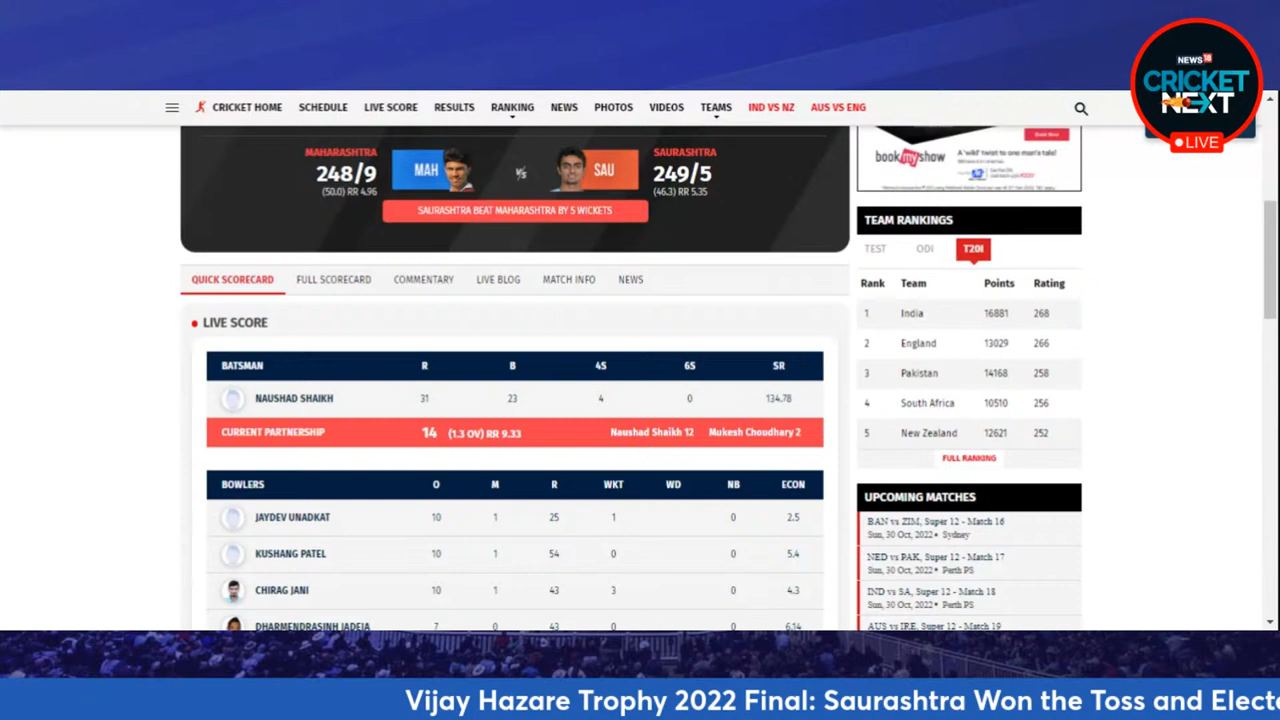 NEWS18
CRICKET
NEXT
LIVE
CRICKET HOME SCHEDULE LIVE SCORE RESULTS RANKING NEWS PHOTOS VIDEOS TEAMS IND VS NZ AUS VS ENG
MAHARASHTRA
248/9
(50.0) RR 4.96
MAH
VS
SAU
SAURASHTRA
249/5
(46.3) RR 5.35
SAURASHTRA BEAT MAHARASHTRA BY 5 WICKETS
Book Now
bookmyshow
A 'wild' twist to one man's tale!
QUICK SCORECARD FULL SCORECARD COMMENTARY LIVE BLOG MATCH INFO NEWS
LIVE SCORE
BATSMAN R B 4S 6S SR
NAUSHAD SHAIKH 31 23 4 0 134.78
CURRENT PARTNERSHIP 14 (1.3 OV) RR 9.33 Naushad Shaikh 12 Mukesh Choudhary 2
BOWLERS O M R WKT WD NB ECON
JAYDEV UNADKAT 10 1 25 1 0 2.5
KUSHANG PATEL 10 1 54 0 0 5.4
CHIRAG JANI 10 1 43 3 0 4.3
DHARMENDRASINH JADEJA 7 0 43 0 0 6.14
TEAM RANKINGS
TEST ODI T20I
Rank Team Points Rating
1 India 16881 268
2 England 13029 266
3 Pakistan 14168 258
4 South Africa 10510 256
5 New Zealand 12621 252
FULL RANKING
UPCOMING MATCHES
BAN vs ZIM, Super 12 - Match 16
Sun, 30 Oct, 2022 • Sydney
NED vs PAK, Super 12 - Match 17
Sun, 30 Oct, 2022 • Perth PS
IND vs SA, Super 12 - Match 18
Sun, 30 Oct, 2022 • Perth PS
AUS vs IRE, Super 12 - Match 19
Vijay Hazare Trophy 2022 Final: Saurashtra Won the Toss and Elect